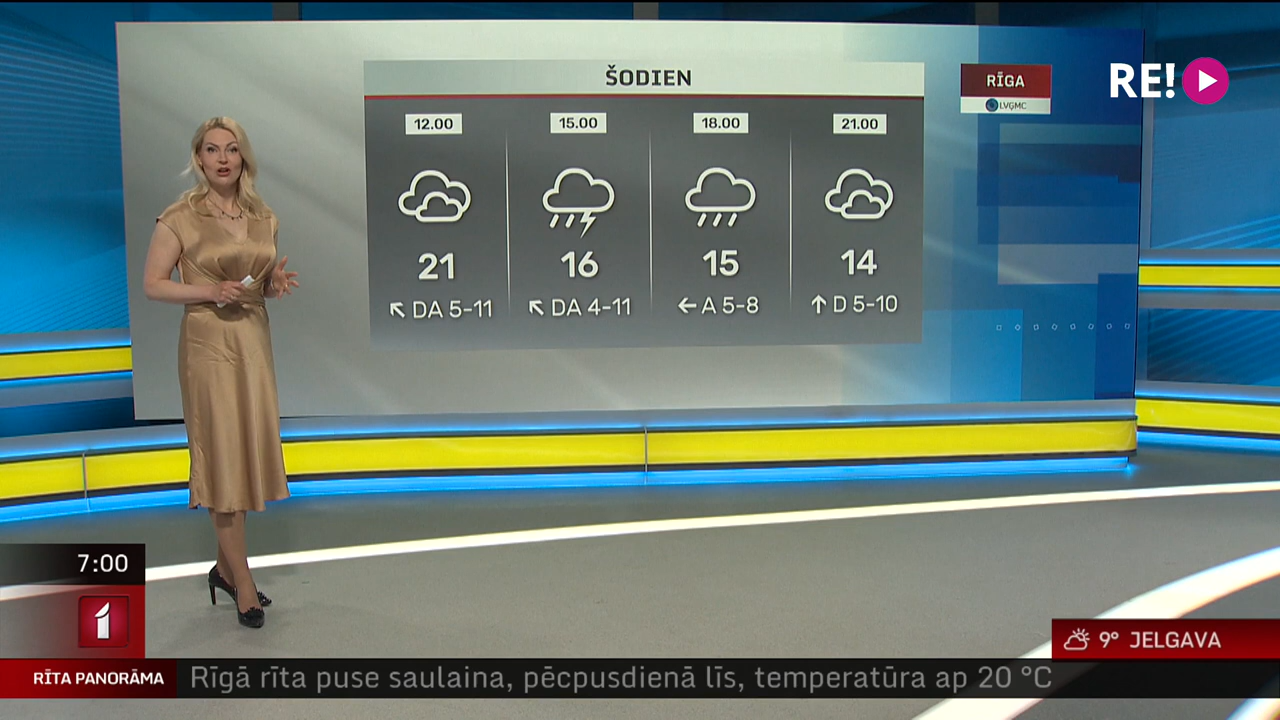 ŠODIEN
RĪGA
LVĢMC
RE!
12.00
15.00
18.00
21.00
21
16
15
14
DA 5-11
DA 4-11
A 5-8
D 5-10
7:00
1
9° JELGAVA
RĪTA PANORĀMA
Rīgā rīta puse saulaina, pēcpusdienā līs, temperatūra ap 20 °C